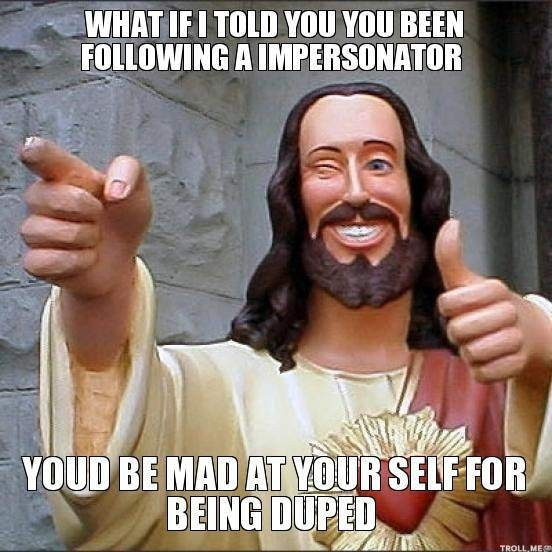 WHAT IF I TOLD YOU YOU BEEN
FOLLOWING A IMPERSONATOR
YOUD BE MAD AT YOUR SELF FOR
BEING DUPED
TROLL.ME